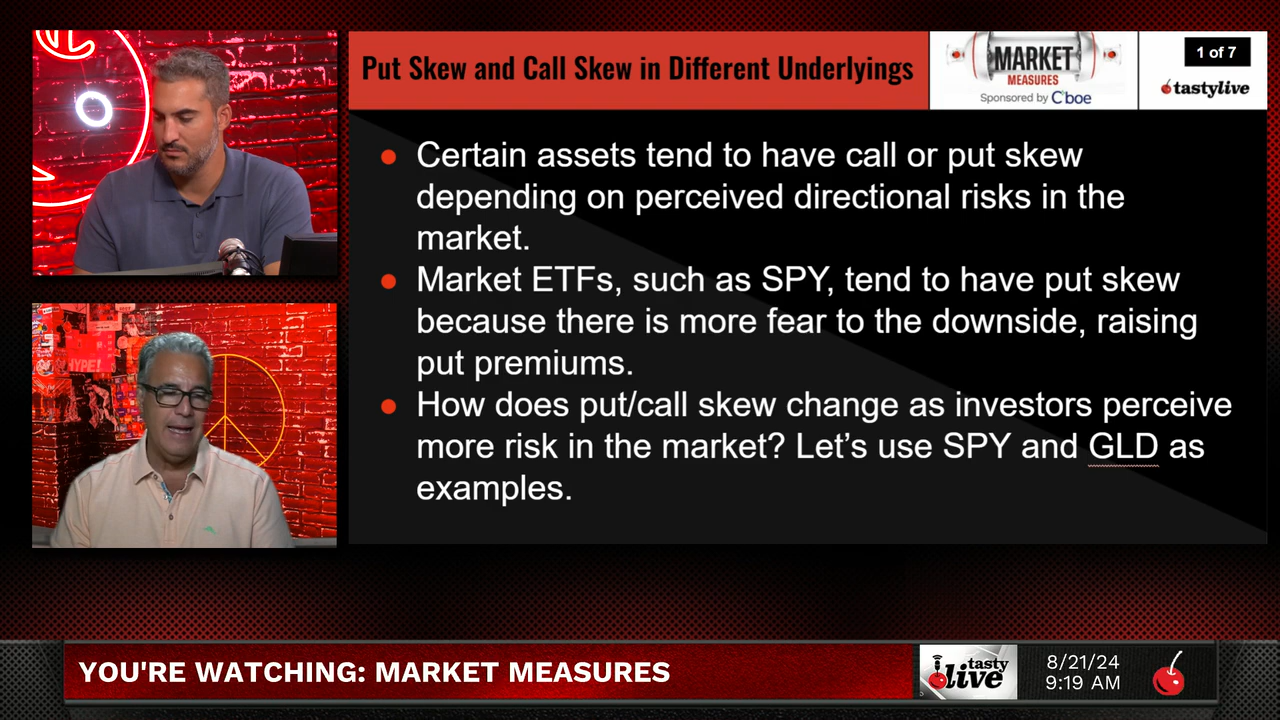 Put Skew and Call Skew in Different Underlyings
MARKET
MEASURES
Sponsored by Cboe
1 of 7
tastylive
Certain assets tend to have call or put skew
depending on perceived directional risks in the
market.
Market ETFs, such as SPY, tend to have put skew
because there is more fear to the downside, raising
put premiums.
How does put/call skew change as investors perceive
more risk in the market? Let’s use SPY and GLD as
examples.
HYPE!
YOU'RE WATCHING: MARKET MEASURES
tasty
live
8/21/24
9:19 AM